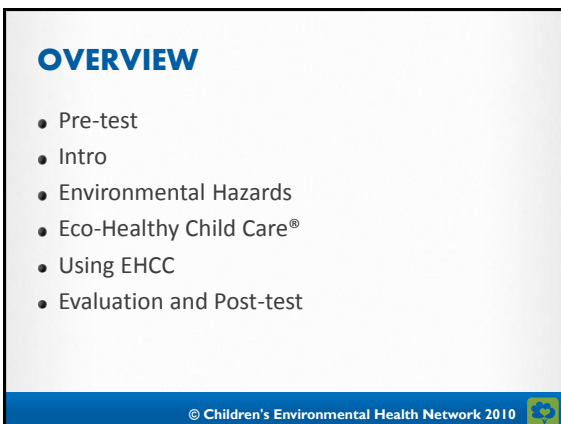 OVERVIEW
• Pre-test
• Intro
• Environmental Hazards
• Eco-Healthy Child Care®
• Using EHCC
• Evaluation and Post-test
© Children's Environmental Health Network 2010